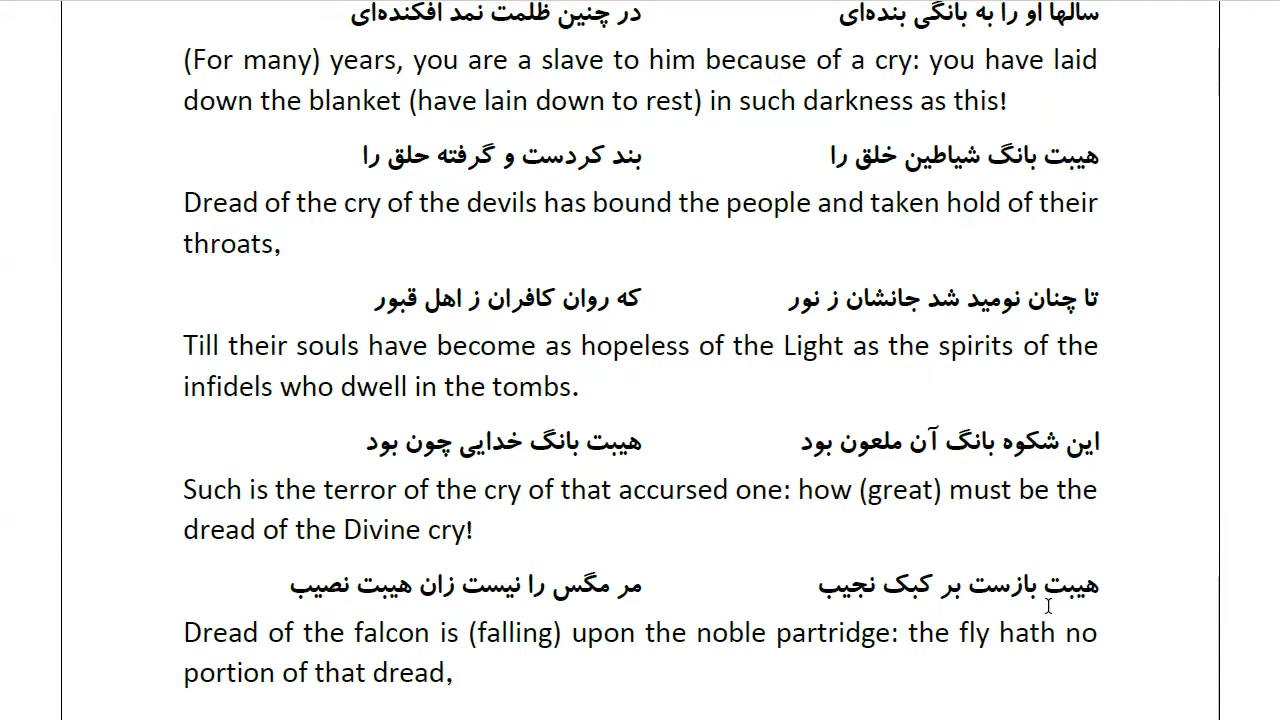 سالها او را به بانگی بنده‌ای در چنین ظلمت نمد افکنده‌ای
(For many) years, you are a slave to him because of a cry: you have laid
down the blanket (have lain down to rest) in such darkness as this!
هیبت بانگ شیاطین خلق را بند کردست و گرفته حلق را
Dread of the cry of the devils has bound the people and taken hold of their
throats,
تا چنان نومید شد جانشان ز نور که روان کافران ز اهل قبور
Till their souls have become as hopeless of the Light as the spirits of the
infidels who dwell in the tombs.
این شکوه بانگ آن ملعون بود هیبت بانگ خدایی چون بود
Such is the terror of the cry of that accursed one: how (great) must be the
dread of the Divine cry!
هیبت بازست بر کبک نجیب مر مگس را نیست زان هیبت نصیب
Dread of the falcon is (falling) upon the noble partridge: the fly hath no
portion of that dread,